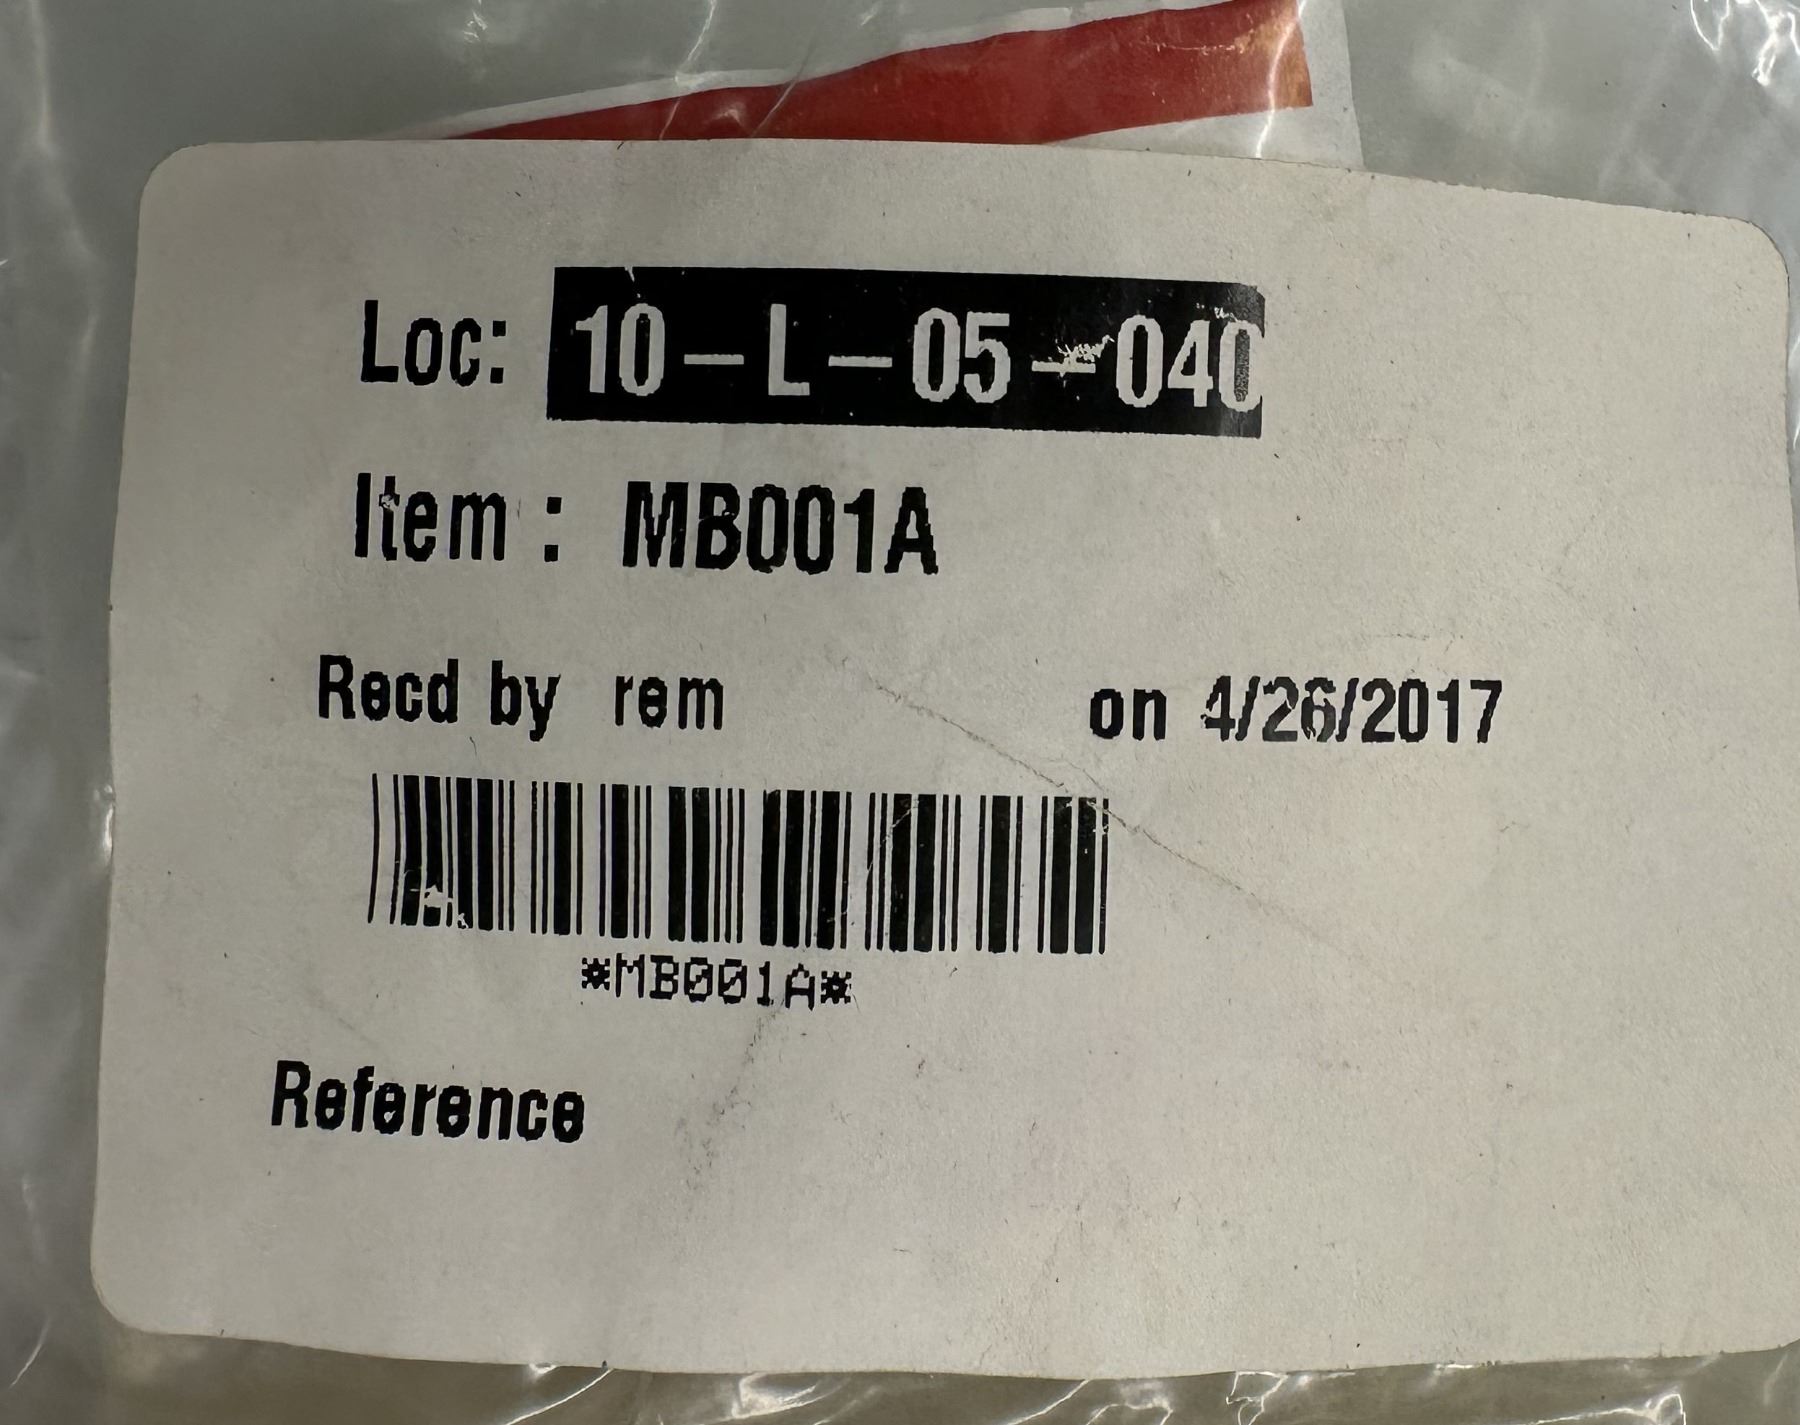 Loc: 10-L-05-040
Item : MB001A
Recd by rem on 4/26/2017
*MB001A*
Reference